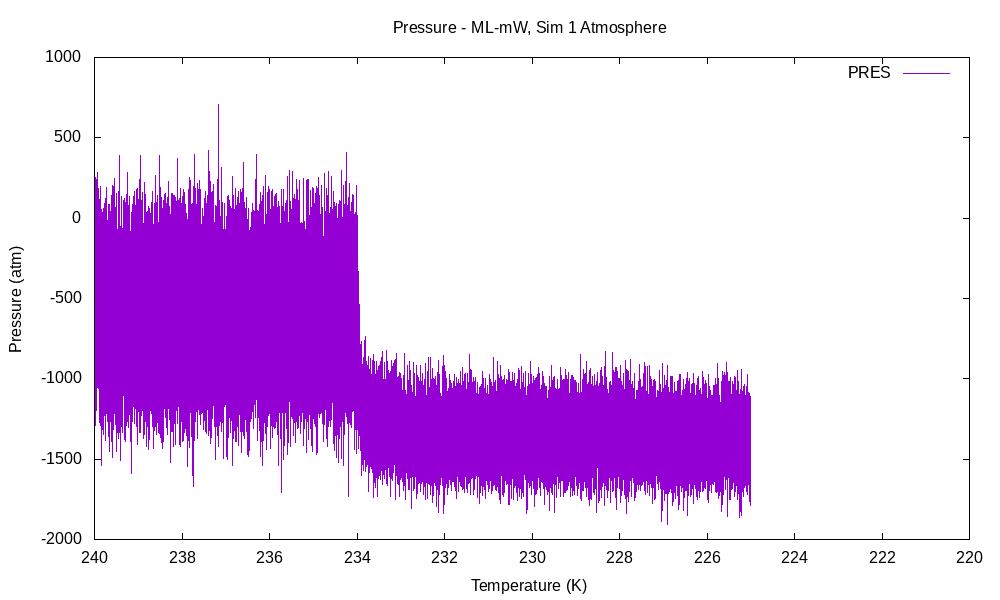 Pressure - ML-mW, Sim 1 Atmosphere
PRES
Pressure (atm)
1000
500
0
-500
-1000
-1500
-2000
240 238 236 234 232 230 228 226 224 222 220
Temperature (K)